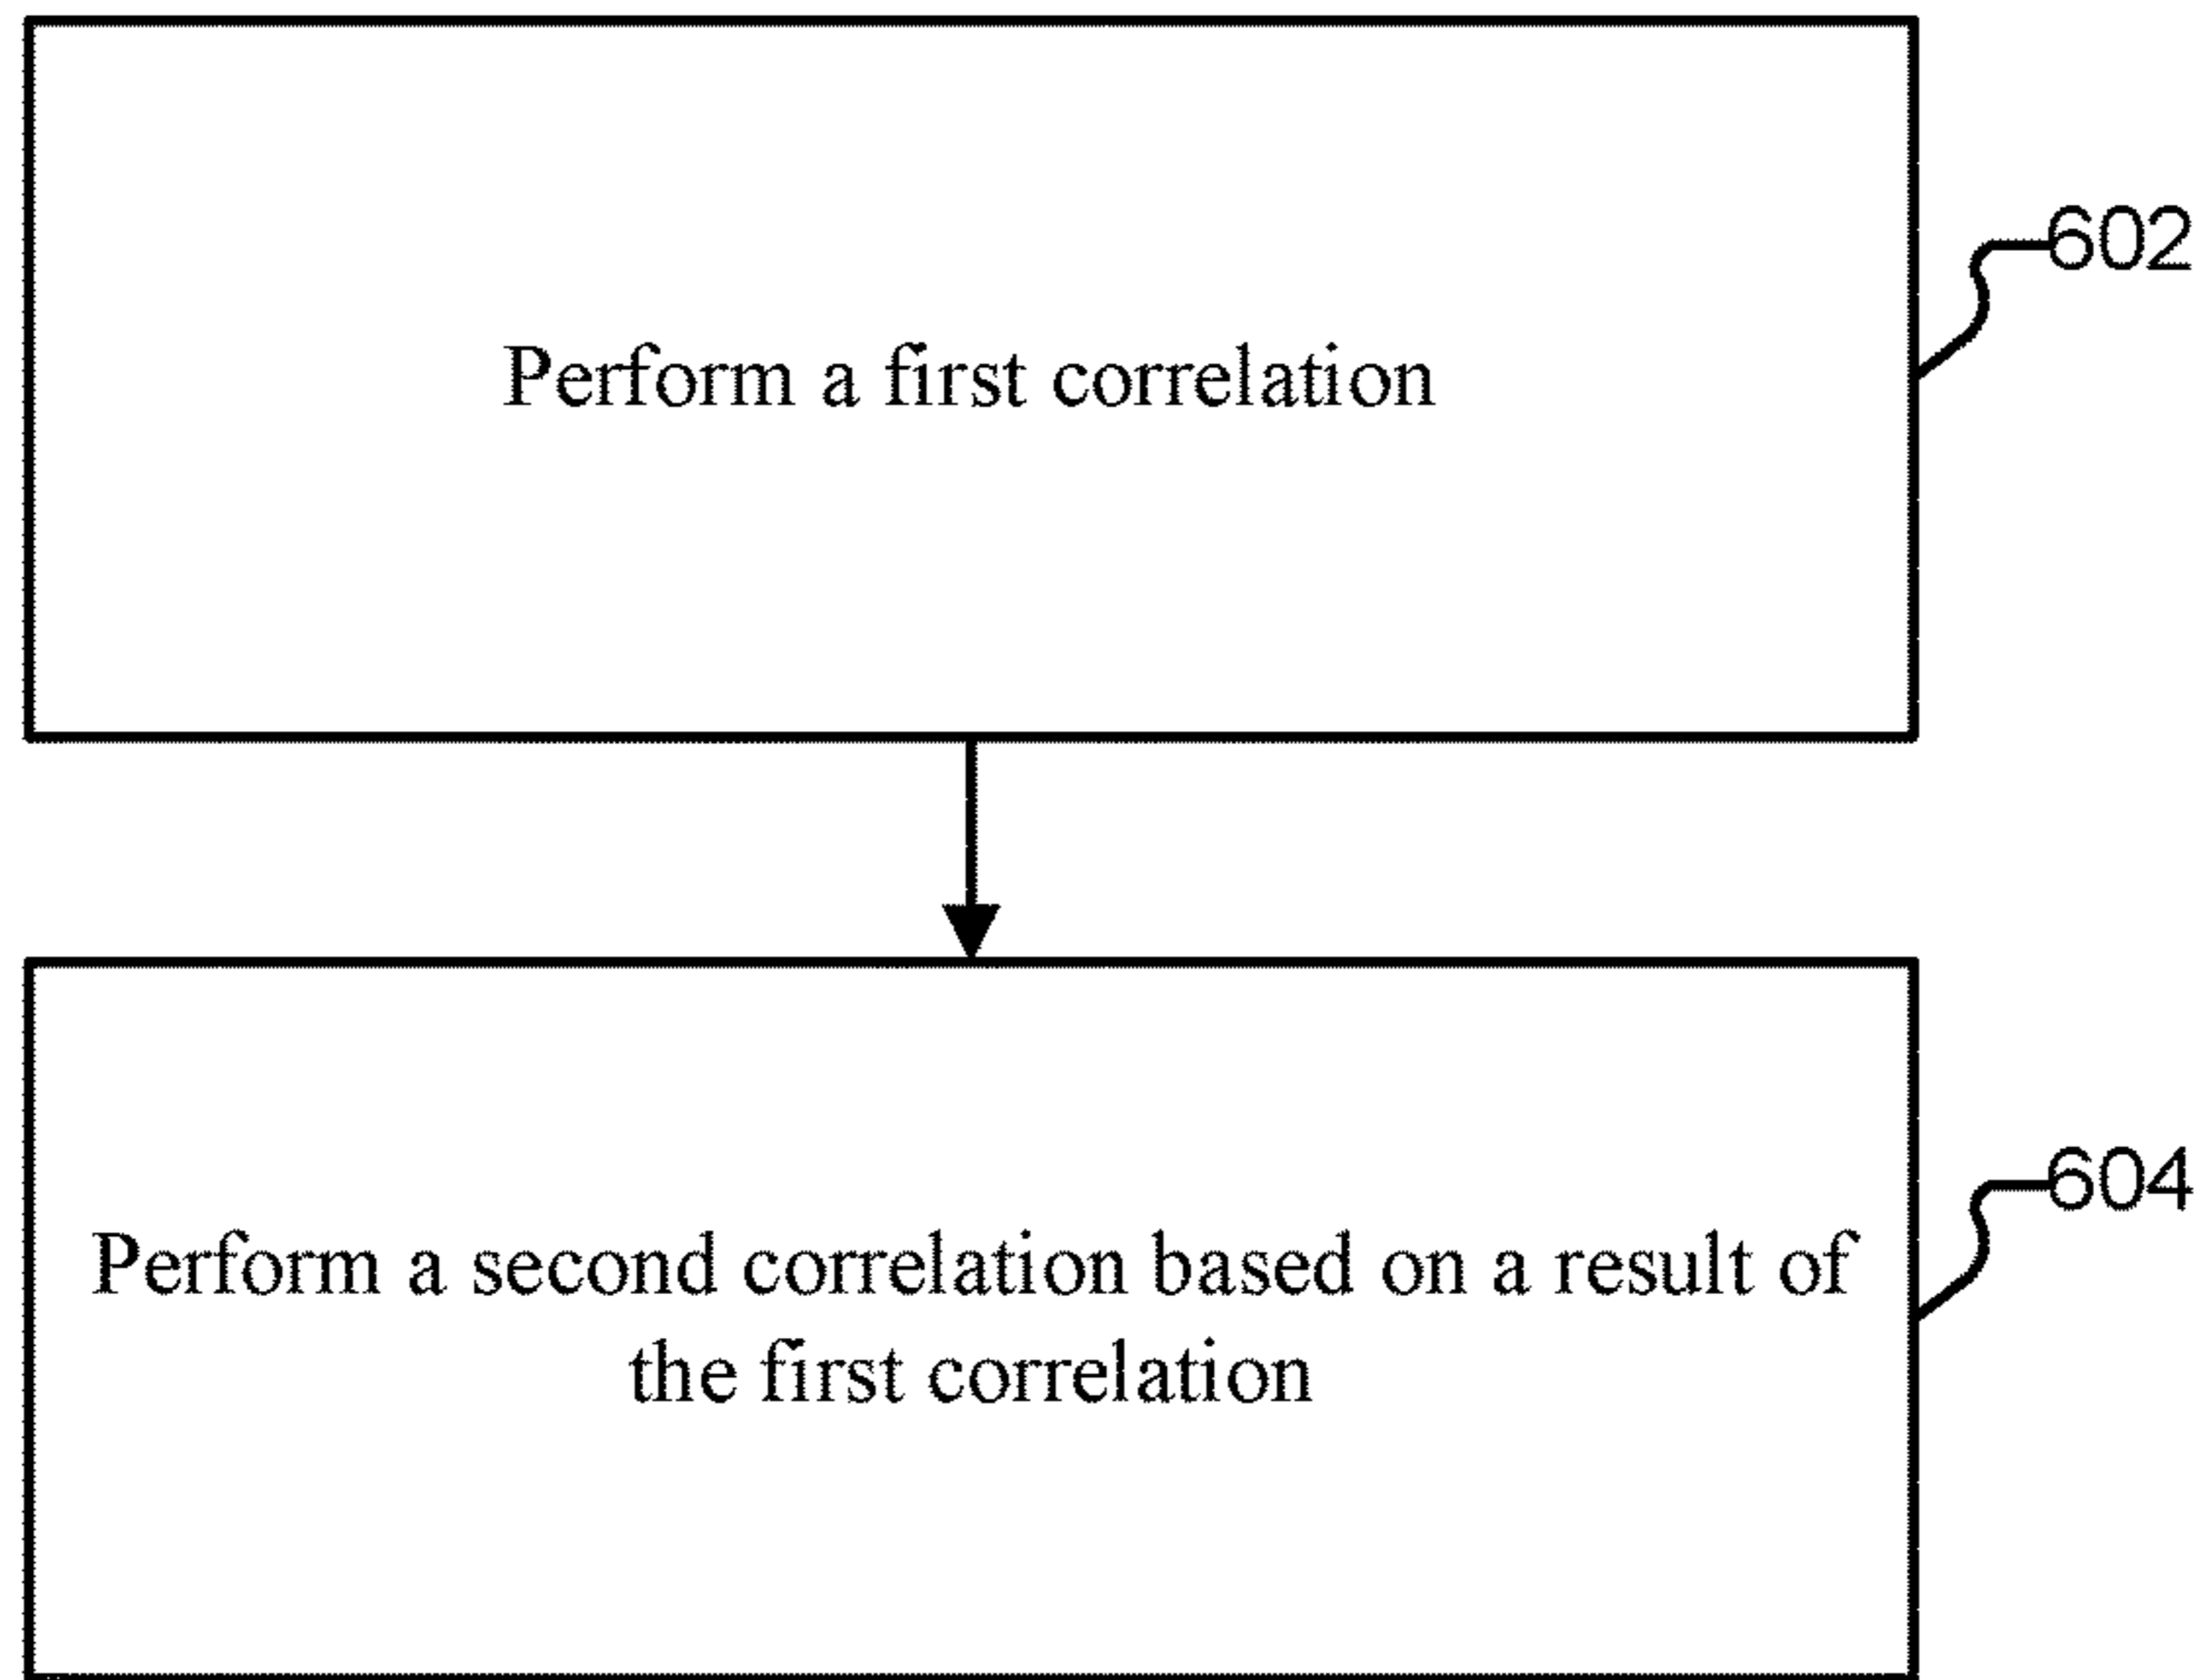 602
Perform a first correlation
604
Perform a second correlation based on a result of
the first correlation